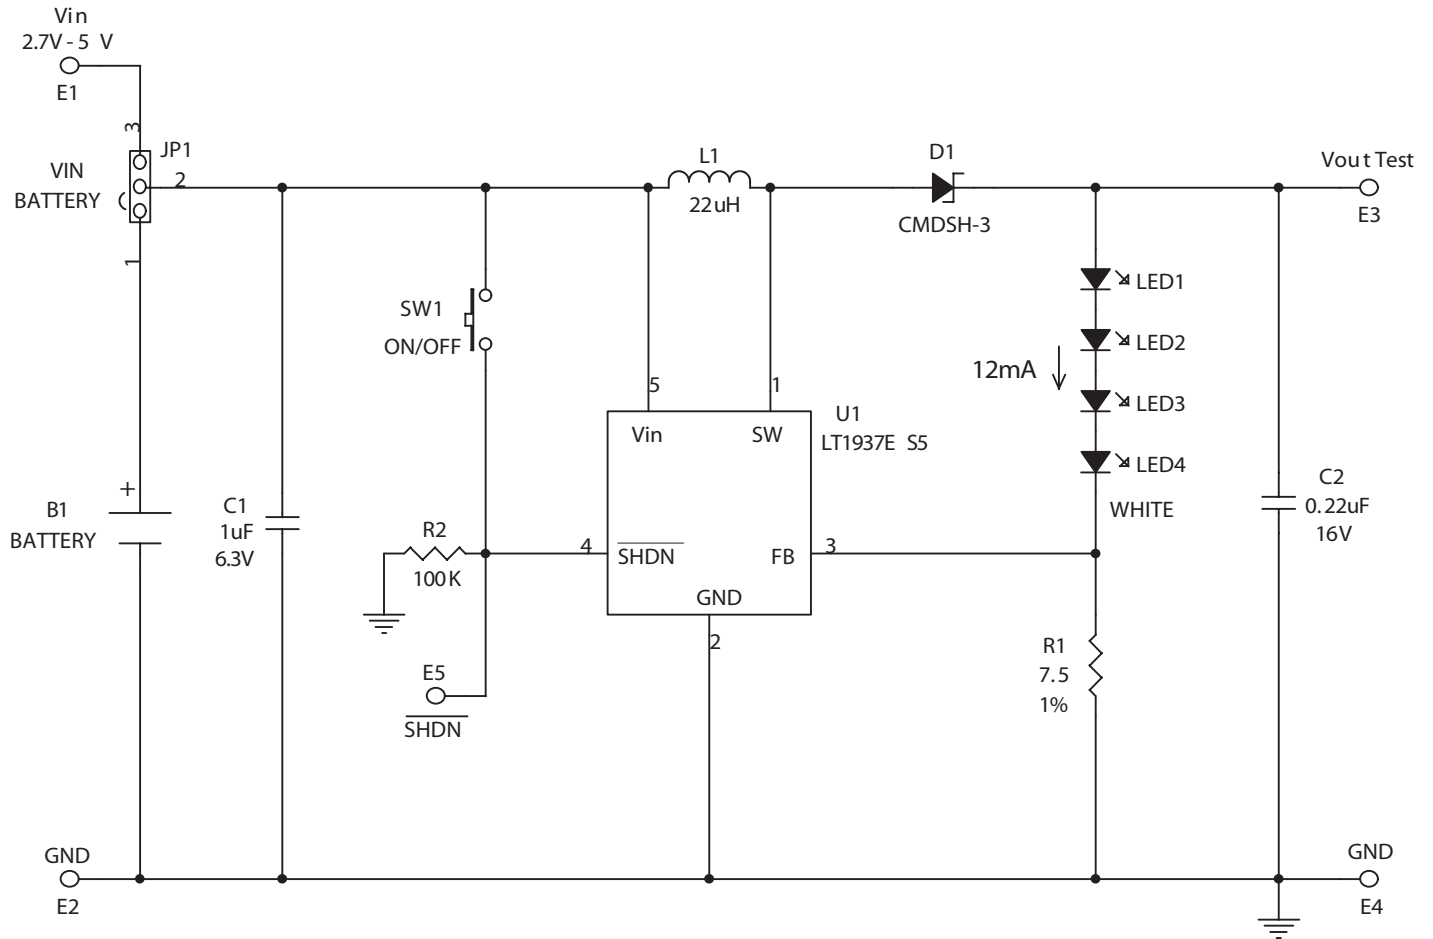 Vin
2.7V - 5 V
E1
3
JP1
VIN
2
BATTERY
1
L1
22uH
D1
CMDSH-3
Vout Test
E3
SW1
ON/OFF
LED1
LED2
12mA
LED3
LED4
WHITE
5
1
U1
LT1937E S5
Vin
SW
B1
+
BATTERY
C1
1uF
6.3V
R2
100K
4
SHDN
FB
3
GND
2
C2
0.22uF
16V
E5
SHDN
R1
7.5
1%
GND
E2
GND
E4